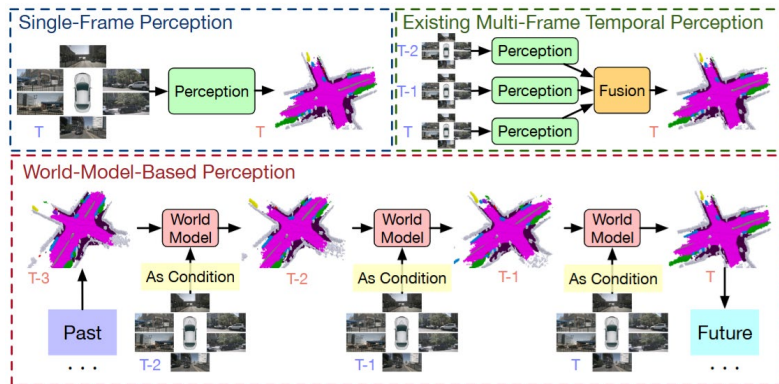 Single-Frame Perception
Perception
T
T
Existing Multi-Frame Temporal Perception
T-2
Perception
T-1
Perception
Fusion
T
Perception
T
World-Model-Based Perception
World
Model
World
Model
World
Model
T-3
As Condition
T-2
As Condition
T-1
As Condition
T
Past
Future
T-2
T-1
T
. . .
. . .